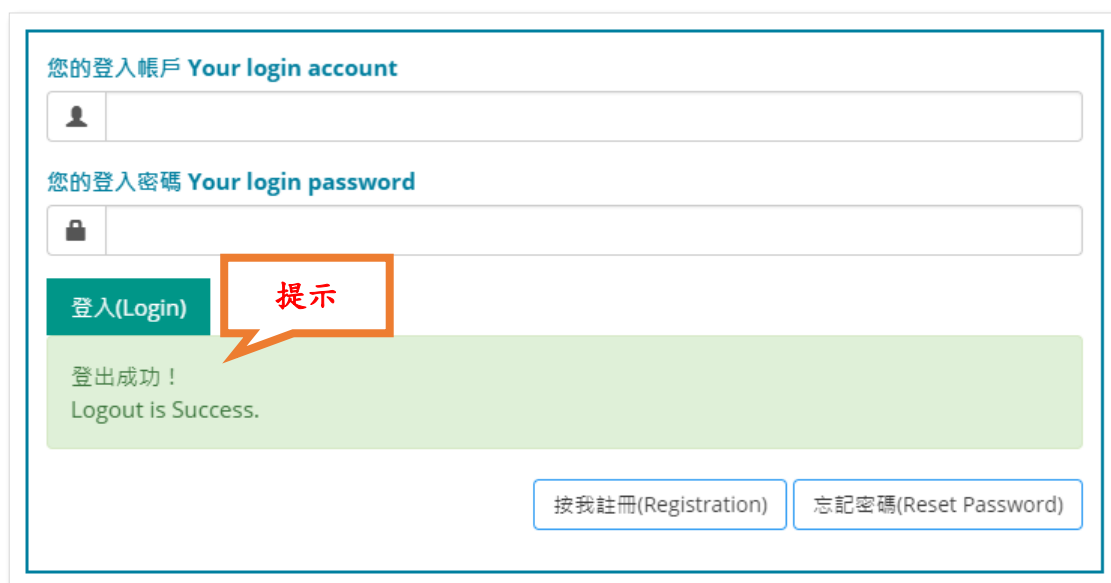 您的登入帳戶 Your login account
您的登入密碼 Your login password
登入(Login)
提示
登出成功！
Logout is Success.
按我註冊(Registration)
忘記密碼(Reset Password)